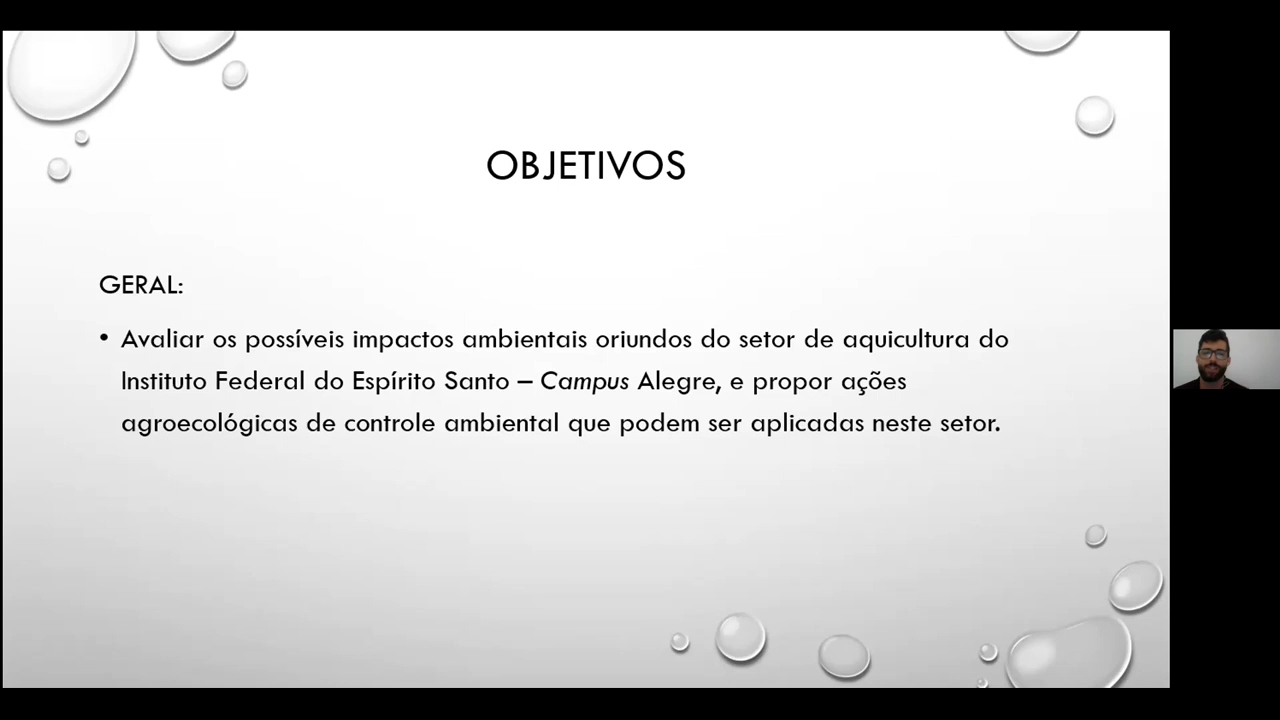 OBJETIVOS
GERAL:
• Avaliar os possíveis impactos ambientais oriundos do setor de aquicultura do
Instituto Federal do Espírito Santo – Campus Alegre, e propor ações
agroecológicas de controle ambiental que podem ser aplicadas neste setor.